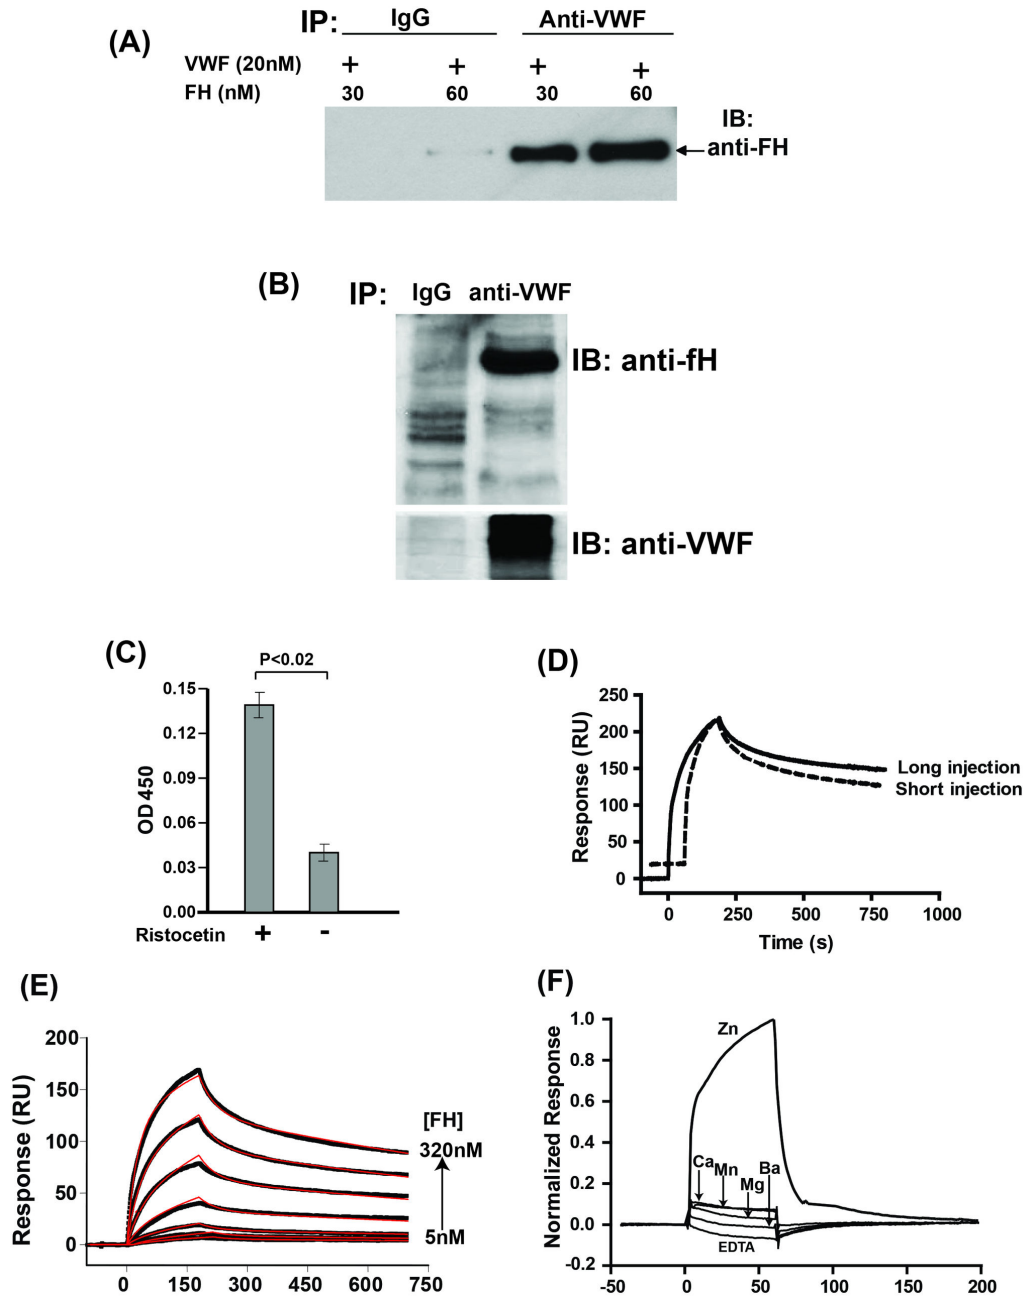 (A)
IP: IgG Anti-VWF
VWF (20nM) + + + +
FH (nM) 30 60 30 60
IB:
anti-FH
(B)
IP: IgG anti-VWF
IB: anti-fH
IB: anti-VWF
(C)
P<0.02
0.15
0.12
0.09
0.06
0.03
0.00
OD 450
Ristocetin + -
(D)
250
200
150
100
50
0
Response (RU)
Long injection
Short injection
0 250 500 750 1000
Time (s)
(E)
200
150
100
50
0
Response (RU)
[FH]
320nM
5nM
0 150 300 450 600 750
(F)
1.0
0.8
0.6
0.4
0.2
0.0
-0.2
Normalized Response
Zn
Ca Mn Mg Ba
EDTA
-50 0 50 100 150 200